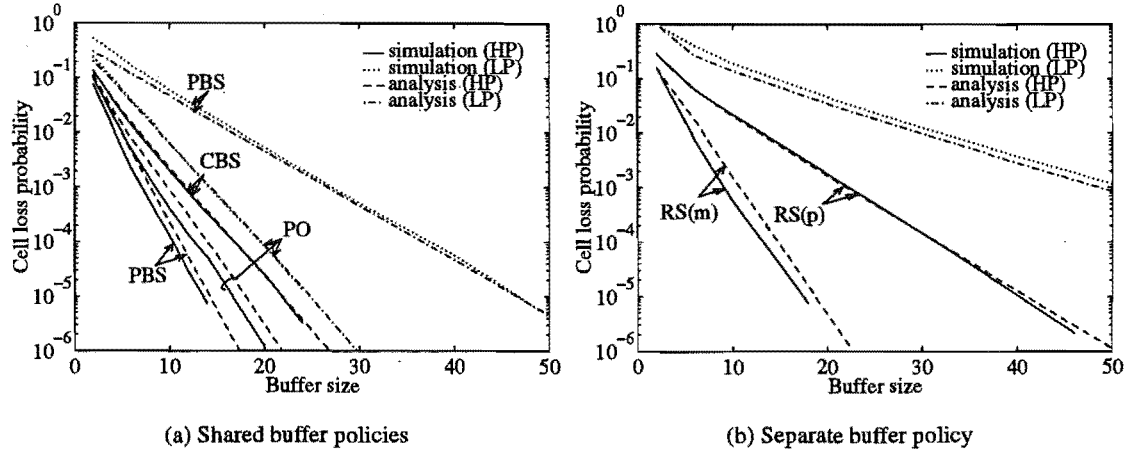 10^0
10^-1
10^-2
10^-3
10^-4
10^-5
10^-6
Cell loss probability
0
10
20
30
40
50
Buffer size
simulation (HP)
simulation (LP)
analysis (HP)
analysis (LP)
PBS
CBS
PO
PBS
(a) Shared buffer policies
10^0
10^-1
10^-2
10^-3
10^-4
10^-5
10^-6
Cell loss probability
0
10
20
30
40
50
Buffer size
simulation (HP)
simulation (LP)
analysis (HP)
analysis (LP)
RS(m)
RS(p)
(b) Separate buffer policy